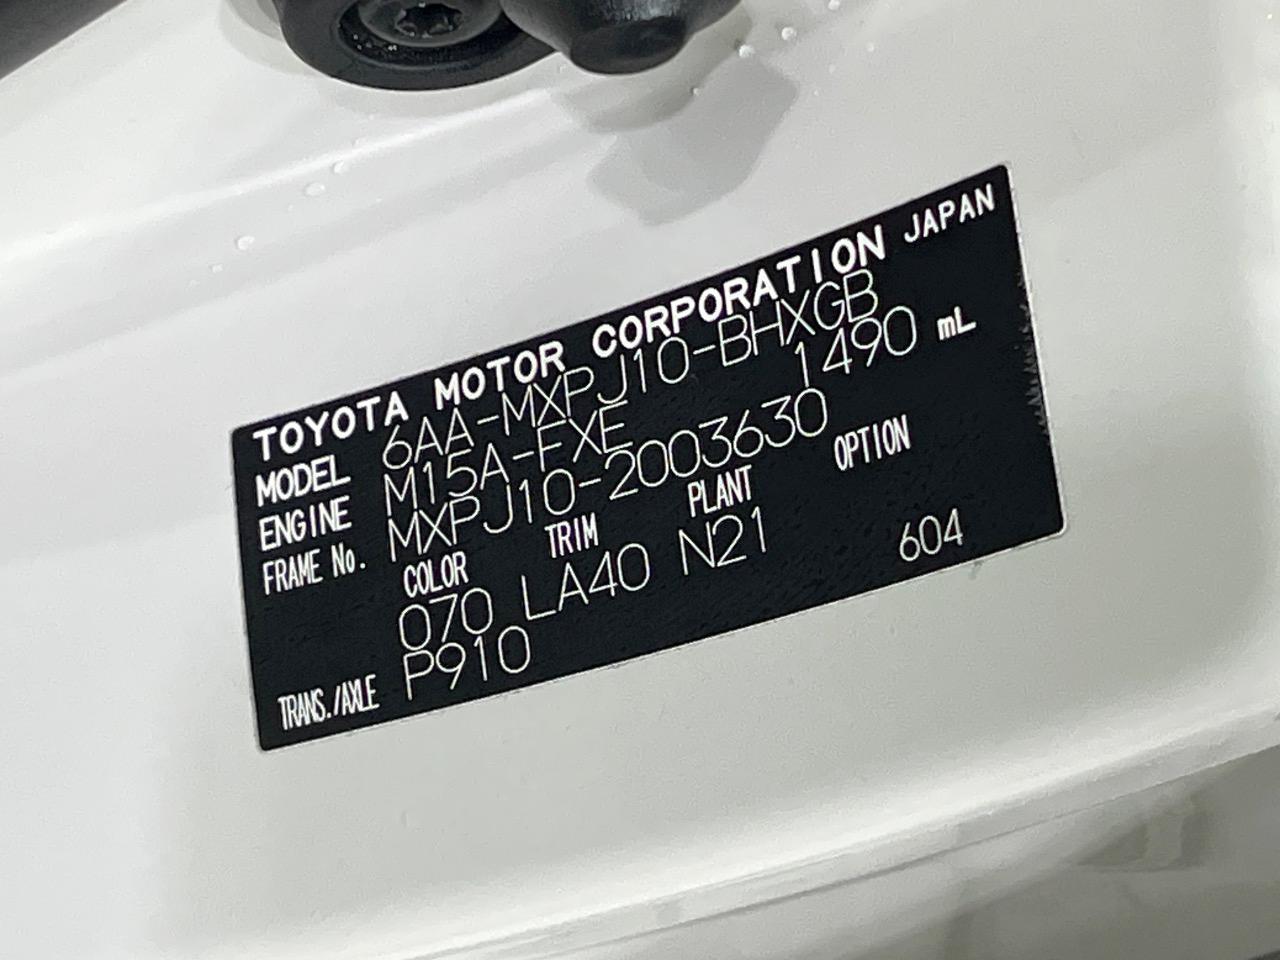 TOYOTA MOTOR CORPORATION JAPAN
MODEL 6AA-MXPJ10-BHXGB
ENGINE M15A-FXE 1490 mL
FRAME No. MXPJ10-2003630
COLOR TRIM PLANT OPTION
070 LA40 N21 604
TRANS./AXLE P910